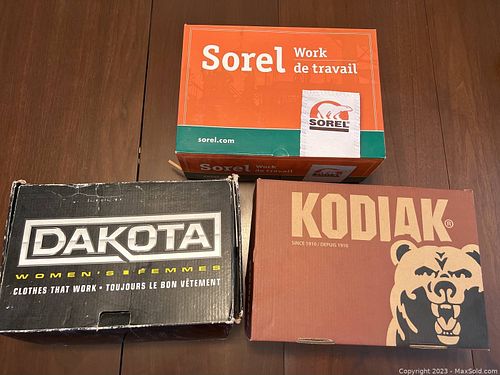 Sorel Work
de travail
SOREL®
sorel.com
Sorel Work
de travail
DAKOTA
WOMEN'S FEMMES
CLOTHES THAT WORK • TOUJOURS LE BON VÊTEMENT
KODIAK®
SINCE 1910 / DEPUIS 1910
Copyright 2023 - MaxSold.com